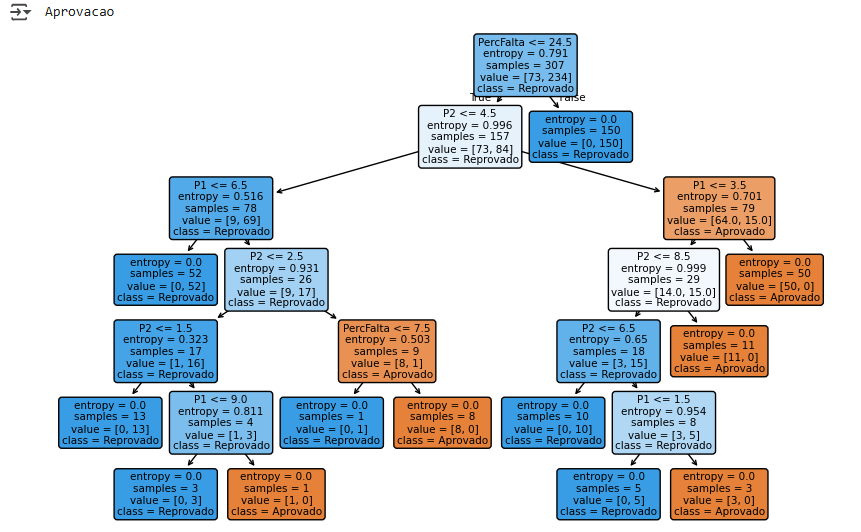 Aprovacao
PercFalta <= 24.5
entropy = 0.791
samples = 307
value = [73, 234]
class = Reprovado
True
False
P2 <= 4.5
entropy = 0.996
samples = 157
value = [73, 84]
class = Reprovado
entropy = 0.0
samples = 150
value = [0, 150]
class = Reprovado
P1 <= 6.5
entropy = 0.516
samples = 78
value = [9, 69]
class = Reprovado
P1 <= 3.5
entropy = 0.701
samples = 79
value = [64.0, 15.0]
class = Aprovado
entropy = 0.0
samples = 52
value = [0, 52]
class = Reprovado
P2 <= 2.5
entropy = 0.931
samples = 26
value = [9, 17]
class = Reprovado
P2 <= 8.5
entropy = 0.999
samples = 29
value = [14.0, 15.0]
class = Reprovado
entropy = 0.0
samples = 50
value = [50, 0]
class = Aprovado
P2 <= 1.5
entropy = 0.323
samples = 17
value = [1, 16]
class = Reprovado
PercFalta <= 7.5
entropy = 0.503
samples = 9
value = [8, 1]
class = Aprovado
P2 <= 6.5
entropy = 0.65
samples = 18
value = [3, 15]
class = Reprovado
entropy = 0.0
samples = 11
value = [11, 0]
class = Aprovado
entropy = 0.0
samples = 13
value = [0, 13]
class = Reprovado
P1 <= 9.0
entropy = 0.811
samples = 4
value = [1, 3]
class = Reprovado
entropy = 0.0
samples = 1
value = [0, 1]
class = Reprovado
entropy = 0.0
samples = 8
value = [8, 0]
class = Aprovado
entropy = 0.0
samples = 10
value = [0, 10]
class = Reprovado
P1 <= 1.5
entropy = 0.954
samples = 8
value = [3, 5]
class = Reprovado
entropy = 0.0
samples = 3
value = [0, 3]
class = Reprovado
entropy = 0.0
samples = 1
value = [1, 0]
class = Aprovado
entropy = 0.0
samples = 5
value = [0, 5]
class = Reprovado
entropy = 0.0
samples = 3
value = [3, 0]
class = Aprovado